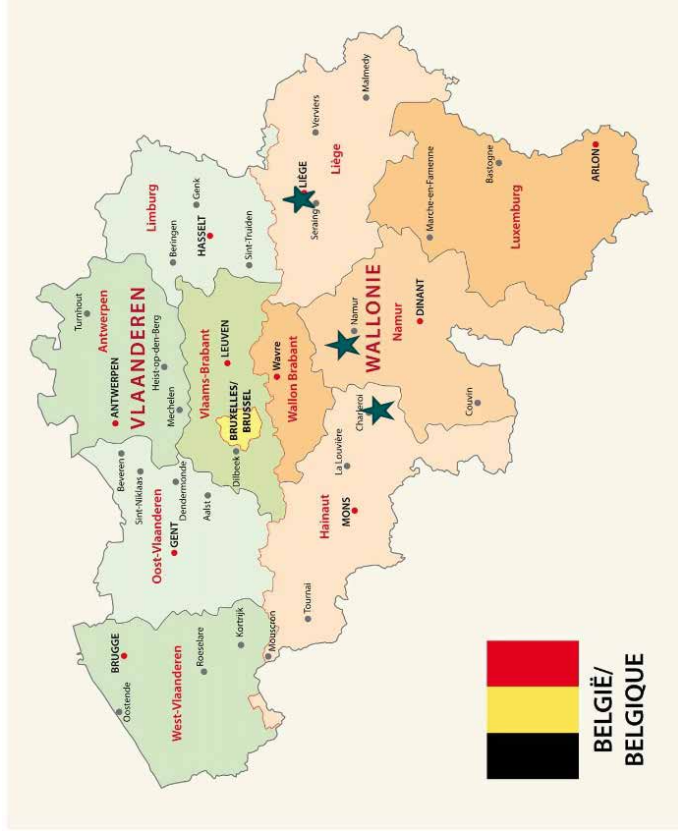 Turnhout
Antwerpen
ANTWERPEN
VLAANDEREN
Heist-op-den-Berg
Mechelen
Limburg
Beringen
Genk
HASSELT
Sint-Truiden
BRUGGE
Oostende
West-Vlaanderen
Roeselare
Kortrijk
Beveren
Sint-Niklaas
Oost-Vlaanderen
GENT
Dendermonde
Aalst
Vlaams-Brabant
LEUVEN
BRUXELLES/
BRUSSEL
Dilbeek
Wavre
Wallon Brabant
Mouscron
Tournai
Hainaut
MONS
La Louvière
Charleroi
WALLONIE
Namur
Namur
DINANT
Couvin
LIÈGE
Seraing
Liège
Verviers
Malmedy
Marche-en-Famenne
Bastogne
Luxemburg
ARLON
BELGIË/
BELGIQUE